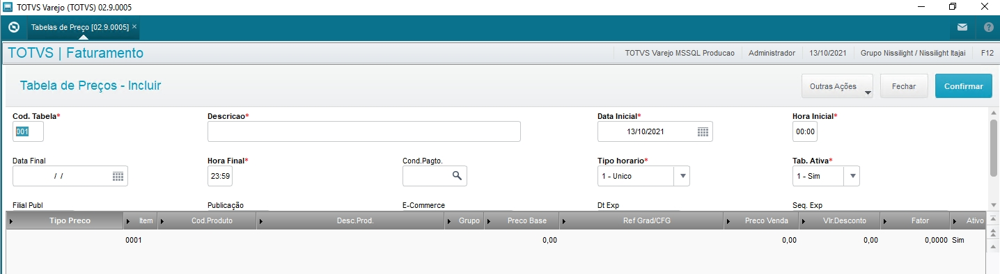 TOTVS Varejo (TOTVS) 02.9.0005
Tabelas de Preço [02.9.0005] ×
TOTVS | Faturamento TOTVS Varejo MSSQL Producao Administrador 13/10/2021 Grupo Nissilight / Nissilight Itajai F12
Tabela de Preços - Incluir Outras Ações Fechar Confirmar
Cod. Tabela* Descricao* Data Inicial* Hora Inicial*
001 13/10/2021 00:00
Data Final Hora Final* Cond.Pagto. Tipo horario* Tab. Ativa*
/ / 23:59 1 - Unico 1 - Sim
Filial Publ Publicação E-Commerce Dt Exp Seq. Exp
Tipo Preco Item Cod.Produto Desc.Prod. Grupo Preco Base Ref Grad/CFG Preco Venda Vlr.Desconto Fator Ativo
0001 0,00 0,00 0,00 0,0000 Sim